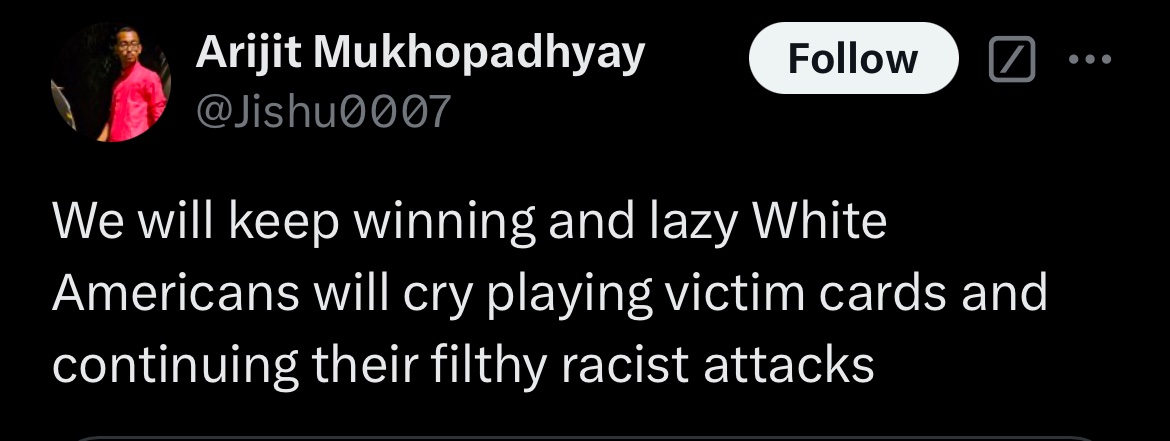 Arijit Mukhopadhyay
Follow
@Jishu0007
We will keep winning and lazy White
Americans will cry playing victim cards and
continuing their filthy racist attacks